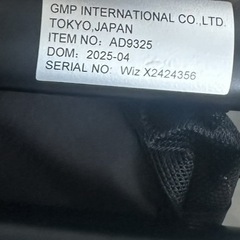 GMP INTERNATIONAL CO.,LTD.
TOKYO,JAPAN
ITEM NO: AD9325
DOM: 2025-04
SERIAL NO: Wiz X2424356